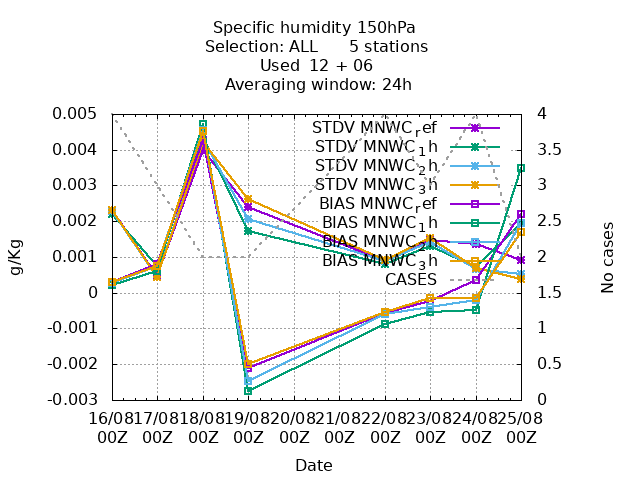 Specific humidity 150hPa
Selection: ALL 5 stations
Used 12 + 06
Averaging window: 24h
0.005
0.004
0.003
0.002
0.001
0
-0.001
-0.002
-0.003
g/Kg
STDV MNWC_ref
STDV MNWC_1h
STDV MNWC_2h
STDV MNWC_3h
BIAS MNWC_ref
BIAS MNWC_1h
BIAS MNWC_2h
BIAS MNWC_3h
CASES
4
3.5
3
2.5
2
1.5
1
0.5
0
No cases
16/08 17/08 18/08 19/08 20/08 21/08 22/08 23/08 24/08 25/08
00Z 00Z 00Z 00Z 00Z 00Z 00Z 00Z 00Z 00Z
Date